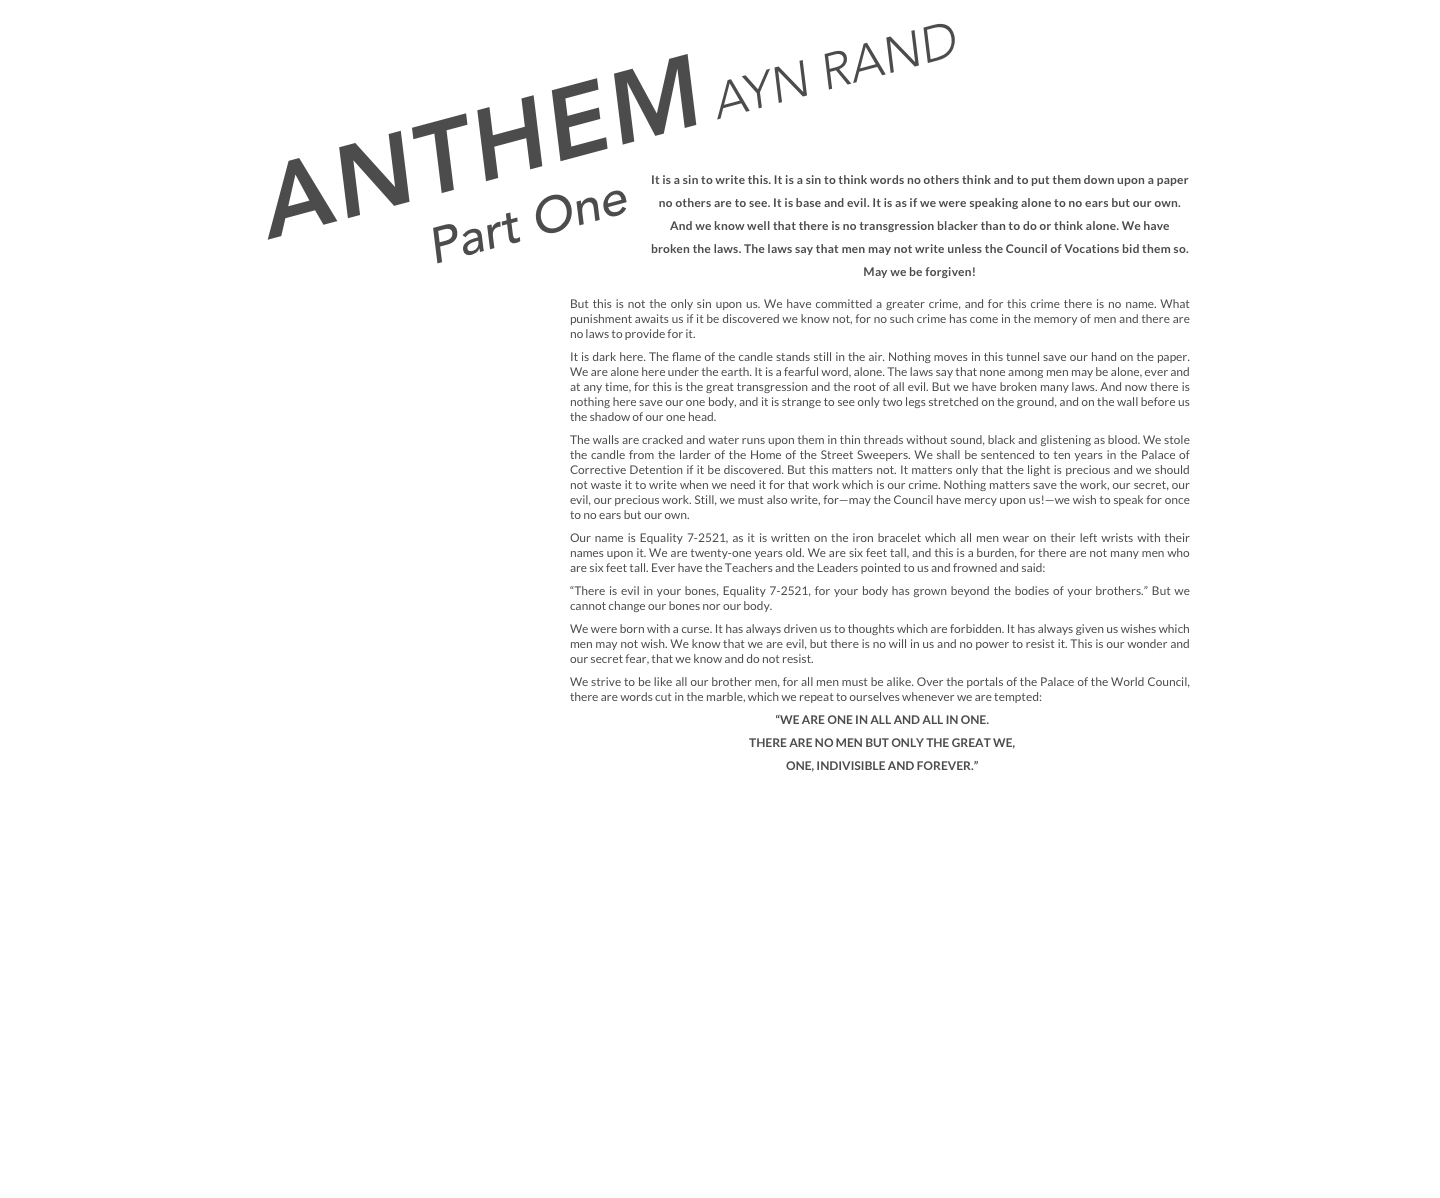 ANTHEM AYN RAND
Part One
It is a sin to write this. It is a sin to think words no others think and to put them down upon a paper
no others are to see. It is base and evil. It is as if we were speaking alone to no ears but our own.
And we know well that there is no transgression blacker than to do or think alone. We have
broken the laws. The laws say that men may not write unless the Council of Vocations bid them so.
May we be forgiven!
But this is not the only sin upon us. We have committed a greater crime, and for this crime there is no name. What
punishment awaits us if it be discovered we know not, for no such crime has come in the memory of men and there are
no laws to provide for it.
It is dark here. The flame of the candle stands still in the air. Nothing moves in this tunnel save our hand on the paper.
We are alone here under the earth. It is a fearful word, alone. The laws say that none among men may be alone, ever and
at any time, for this is the great transgression and the root of all evil. But we have broken many laws. And now there is
nothing here save our one body, and it is strange to see only two legs stretched on the ground, and on the wall before us
the shadow of our one head.
The walls are cracked and water runs upon them in thin threads without sound, black and glistening as blood. We stole
the candle from the larder of the Home of the Street Sweepers. We shall be sentenced to ten years in the Palace of
Corrective Detention if it be discovered. But this matters not. It matters only that the light is precious and we should
not waste it to write when we need it for that work which is our crime. Nothing matters save the work, our secret, our
evil, our precious work. Still, we must also write, for—may the Council have mercy upon us!—we wish to speak for once
to no ears but our own.
Our name is Equality 7-2521, as it is written on the iron bracelet which all men wear on their left wrists with their
names upon it. We are twenty-one years old. We are six feet tall, and this is a burden, for there are not many men who
are six feet tall. Ever have the Teachers and the Leaders pointed to us and frowned and said:
“There is evil in your bones, Equality 7-2521, for your body has grown beyond the bodies of your brothers.” But we
cannot change our bones nor our body.
We were born with a curse. It has always driven us to thoughts which are forbidden. It has always given us wishes which
men may not wish. We know that we are evil, but there is no will in us and no power to resist it. This is our wonder and
our secret fear, that we know and do not resist.
We strive to be like all our brother men, for all men must be alike. Over the portals of the Palace of the World Council,
there are words cut in the marble, which we repeat to ourselves whenever we are tempted:
“WE ARE ONE IN ALL AND ALL IN ONE.
THERE ARE NO MEN BUT ONLY THE GREAT WE,
ONE, INDIVISIBLE AND FOREVER.”